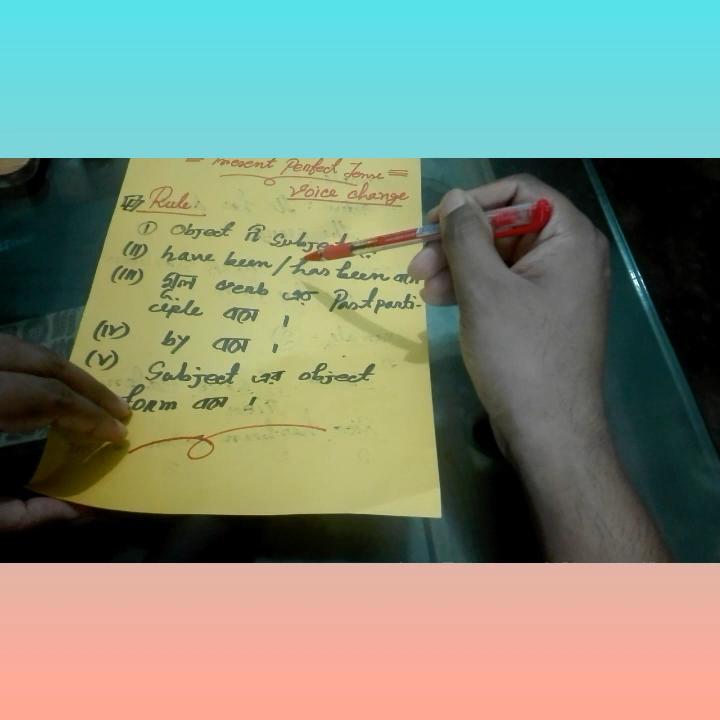 = Present Perfect Tense =
Voice change
Rule:
(i) Object টি Subject
(ii) have been / has been বসে
(iii) মূল verb এর Past parti-
ciple বসে ।
(iv) by বসে ।
(v) Subject এর object
form বসে ।